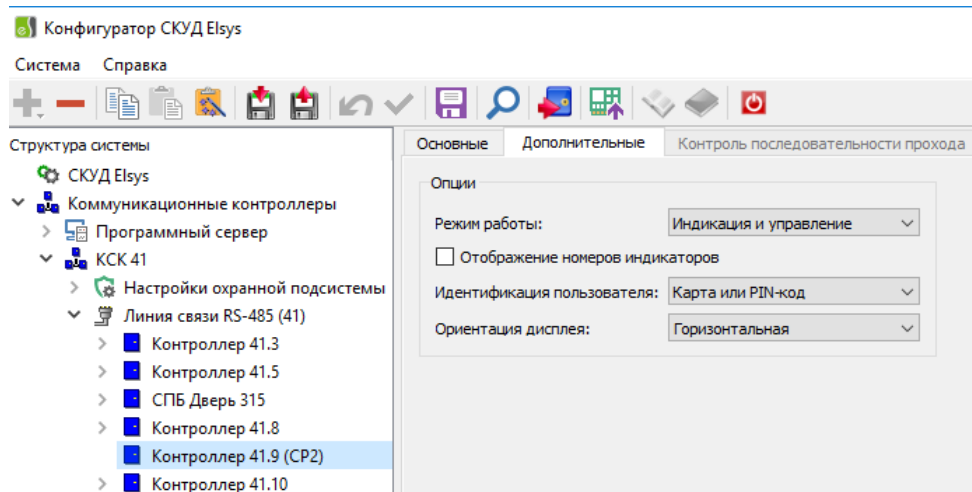 Конфигуратор СКУД Elsys
Система Справка
Структура системы
СКУД Elsys
Коммуникационные контроллеры
Программный сервер
КСК 41
Настройки охранной подсистемы
Линия связи RS-485 (41)
Контроллер 41.3
Контроллер 41.5
СПБ Дверь 315
Контроллер 41.8
Контроллер 41.9 (CP2)
Контроллер 41.10
Основные Дополнительные Контроль последовательности прохода
Опции
Режим работы: Индикация и управление
Отображение номеров индикаторов
Идентификация пользователя: Карта или PIN-код
Ориентация дисплея: Горизонтальная